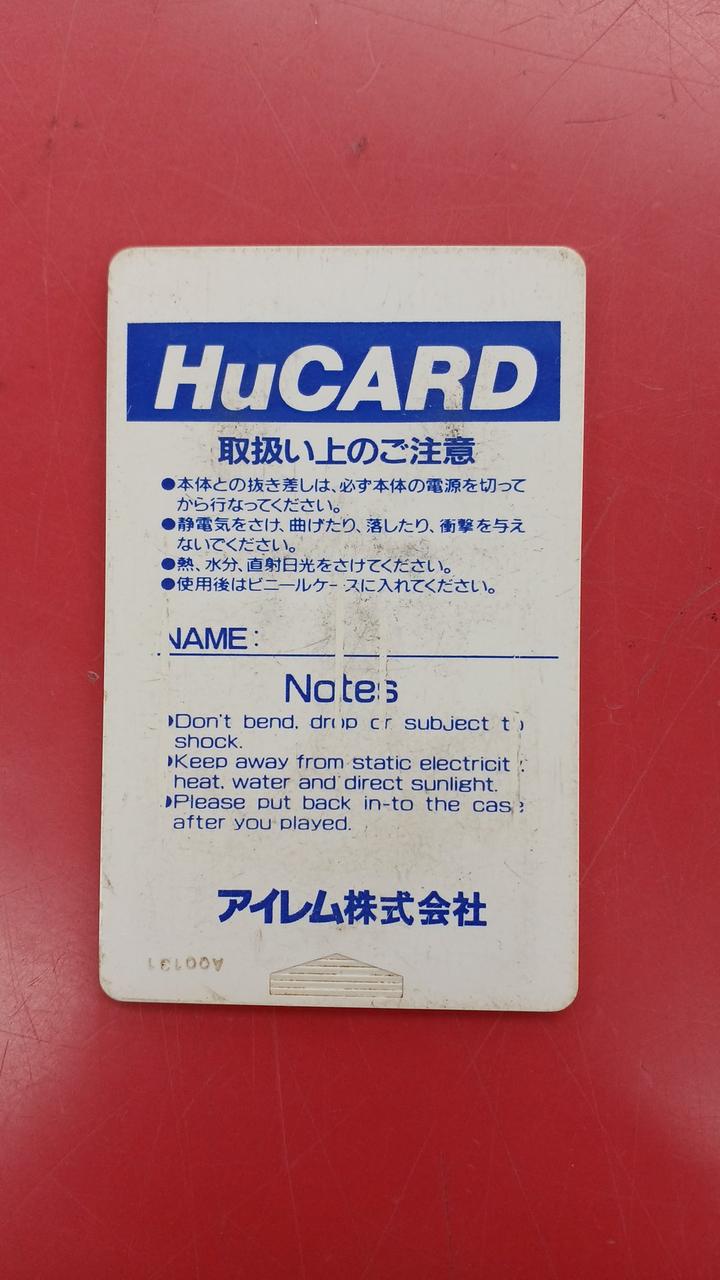 HuCARD
取扱い上のご注意
●本体との抜き差しは、必ず本体の電源を切って
から行なってください。
●静電気をさけ、曲げたり、落したり、衝撃を与え
ないでください。
●熱、水分、直射日光をさけてください。
●使用後はビニールケースに入れてください。
NAME:
Notes
●Don't bend, drop or subject to
shock.
●Keep away from static electricity,
heat, water and direct sunlight.
●Please put back in-to the case
after you played.
アイレム株式会社
A00131